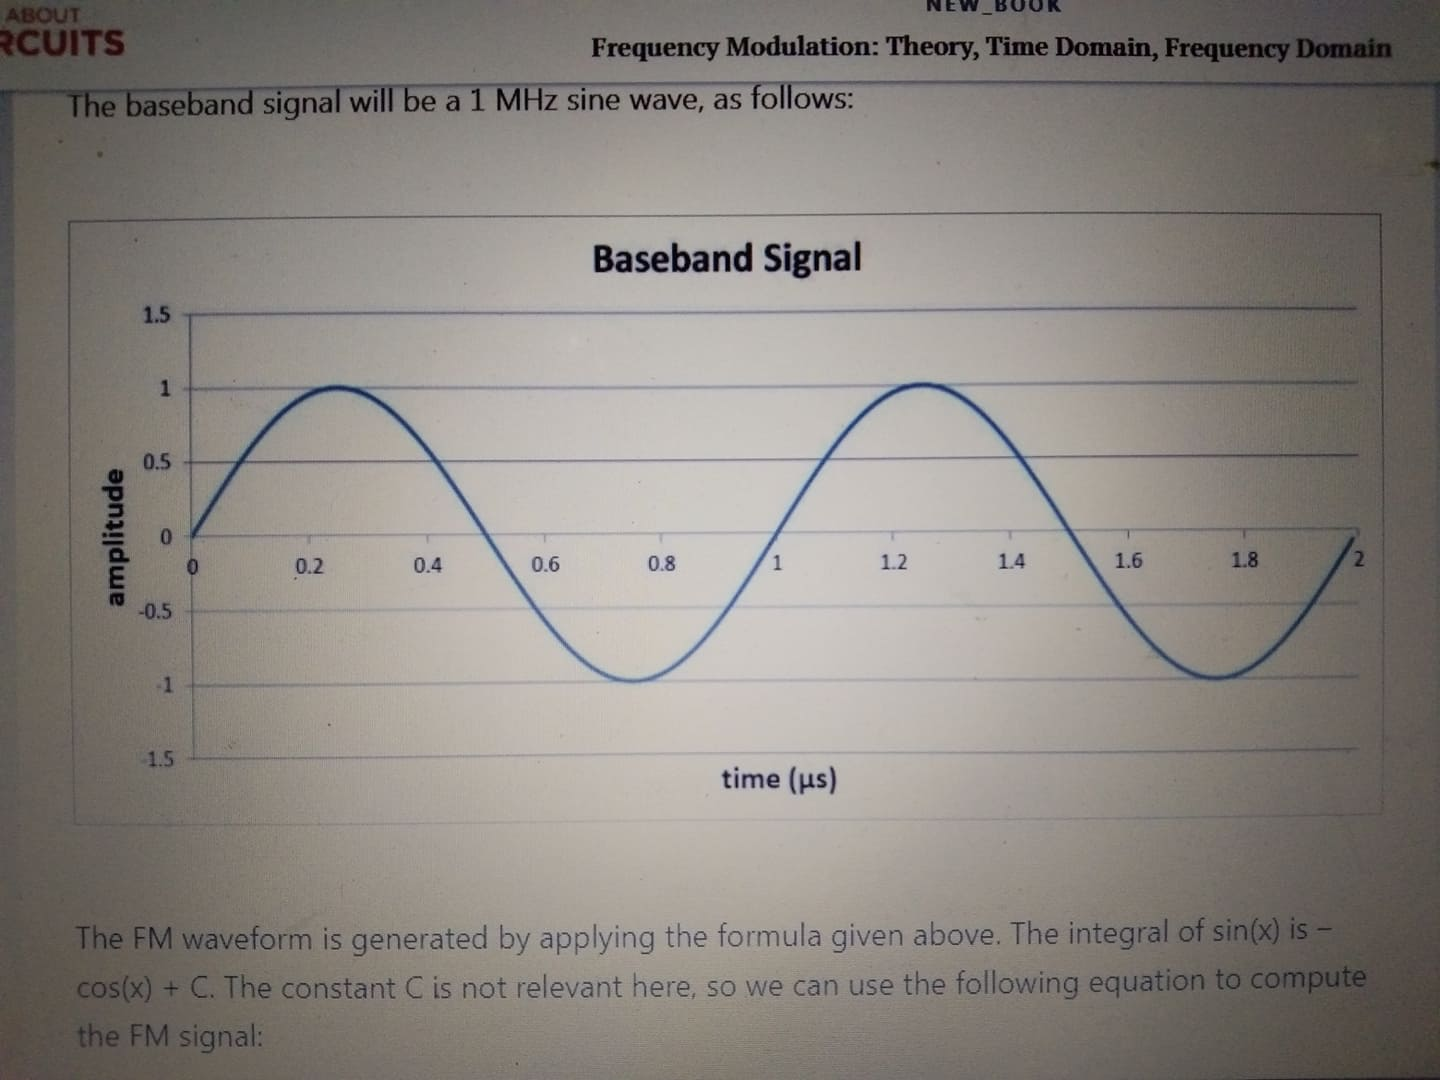 ABOUT
RCUITS
NEW_BOOK
Frequency Modulation: Theory, Time Domain, Frequency Domain
The baseband signal will be a 1 MHz sine wave, as follows:
Baseband Signal
1.5
1
0.5
0
-0.5
-1
-1.5
amplitude
0 0.2 0.4 0.6 0.8 1 1.2 1.4 1.6 1.8 2
time (µs)
The FM waveform is generated by applying the formula given above. The integral of sin(x) is –
cos(x) + C. The constant C is not relevant here, so we can use the following equation to compute
the FM signal: